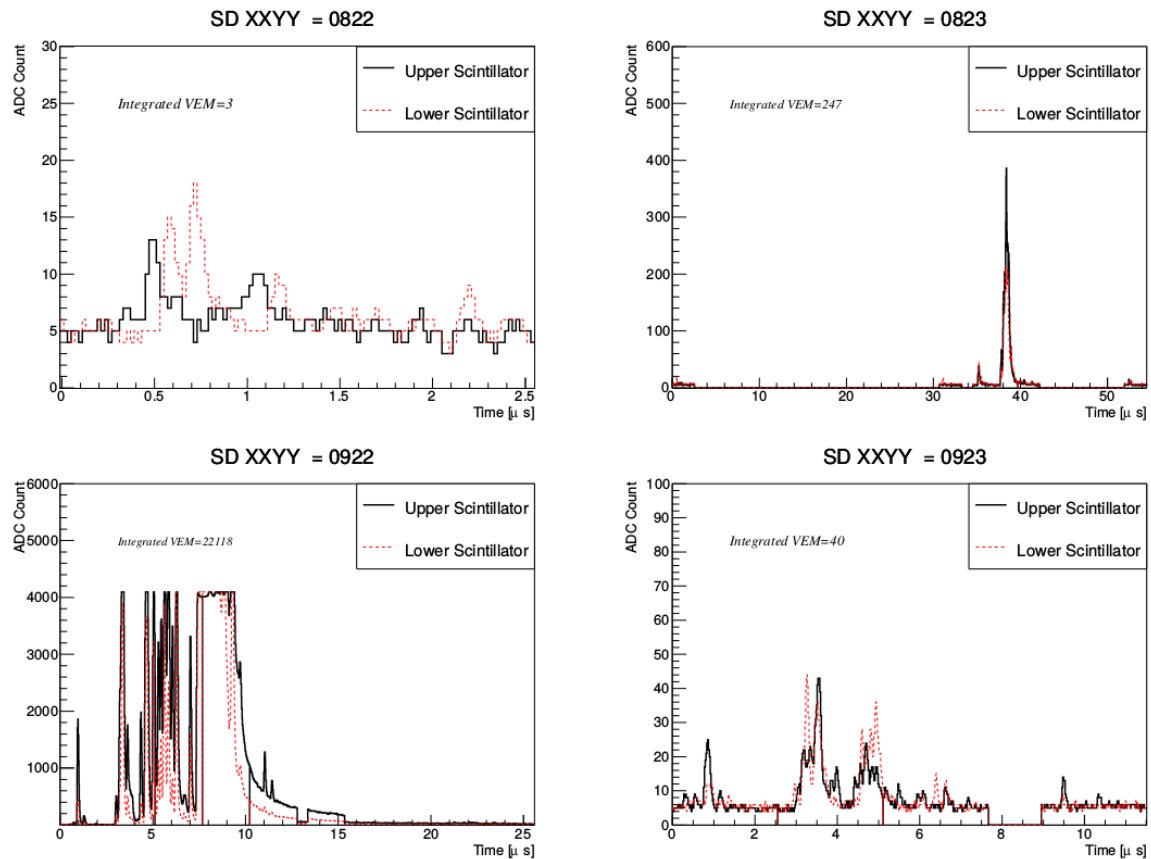 SD XXYY = 0822
ADC Count
30
25
20
15
10
5
0
Integrated VEM=3
Upper Scintillator
Lower Scintillator
0 0.5 1 1.5 2 2.5
Time [μ s]
SD XXYY = 0823
ADC Count
600
500
400
300
200
100
0
Integrated VEM=247
Upper Scintillator
Lower Scintillator
0 10 20 30 40 50
Time [μ s]
SD XXYY = 0922
ADC Count
6000
5000
4000
3000
2000
1000
0
Integrated VEM=22118
Upper Scintillator
Lower Scintillator
0 5 10 15 20 25
Time [μ s]
SD XXYY = 0923
ADC Count
100
90
80
70
60
50
40
30
20
10
0
Integrated VEM=40
Upper Scintillator
Lower Scintillator
0 2 4 6 8 10
Time [μ s]